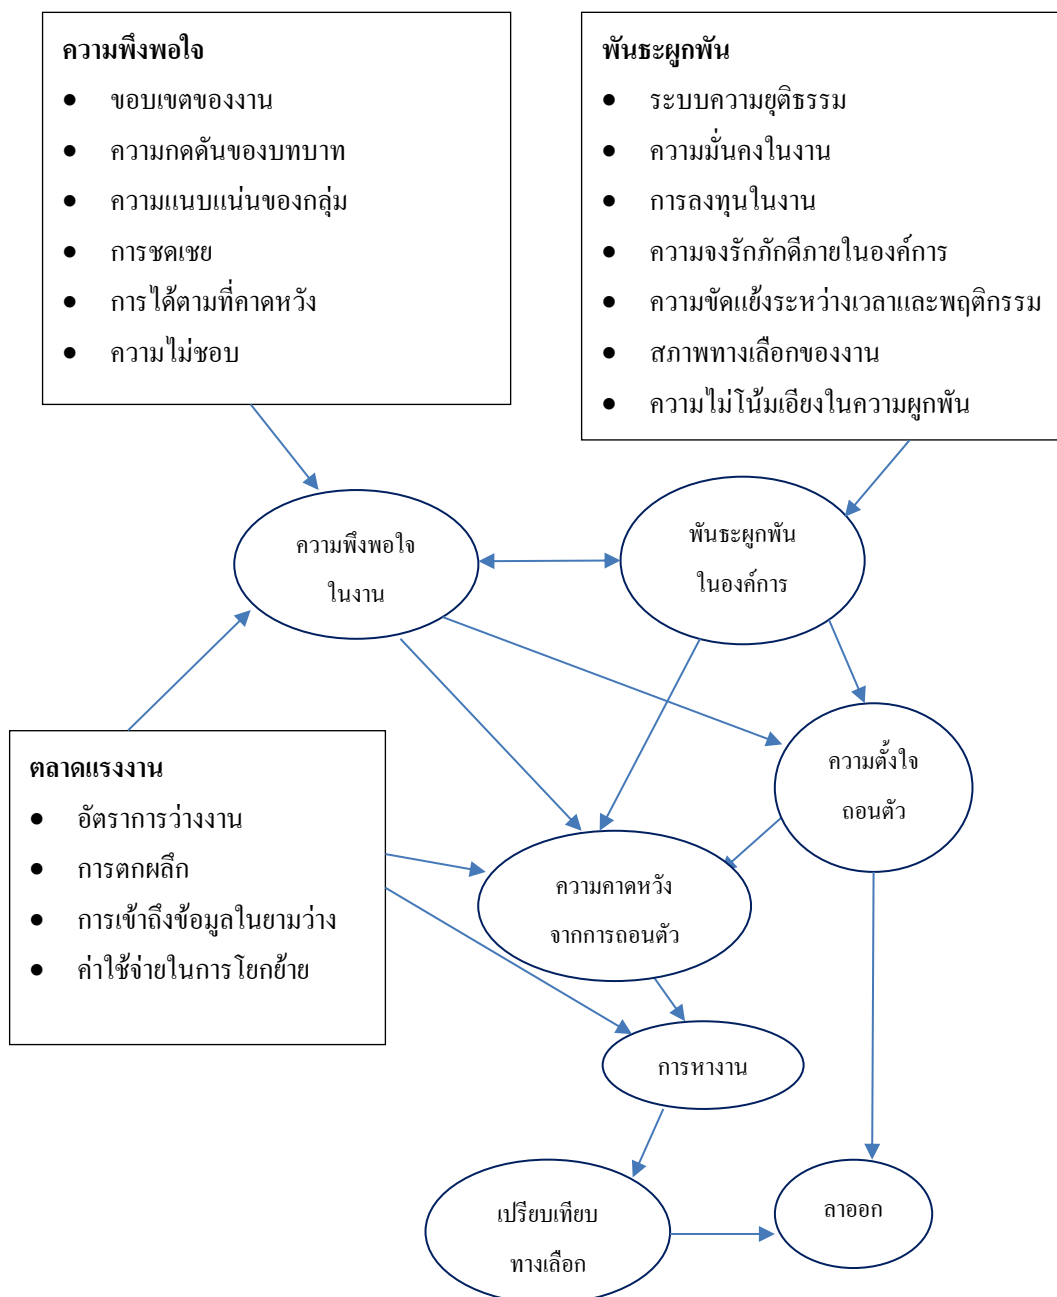 ความพึงพอใจ
● ขอบเขตของงาน
● ความกดดันของบทบาท
● ความแนบแน่นของกลุ่ม
● การชดเชย
● การได้ตามที่คาดหวัง
● ความไม่ชอบ
พันธะผูกพัน
● ระบบความยุติธรรม
● ความมั่นคงในงาน
● การลงทุนในงาน
● ความจงรักภักดีภายในองค์การ
● ความขัดแย้งระหว่างเวลาและพฤติกรรม
● สภาพทางเลือกของงาน
● ความไม่โน้มเอียงในความผูกพัน
ความพึงพอใจ
ในงาน
พันธะผูกพัน
ในองค์การ
ตลาดแรงงาน
● อัตราการว่างงาน
● การตกผลึก
● การเข้าถึงข้อมูลในยามว่าง
● ค่าใช้จ่ายในการโยกย้าย
ความตั้งใจ
ถอนตัว
ความคาดหวัง
จากการถอนตัว
การหางาน
เปรียบเทียบ
ทางเลือก
ลาออก